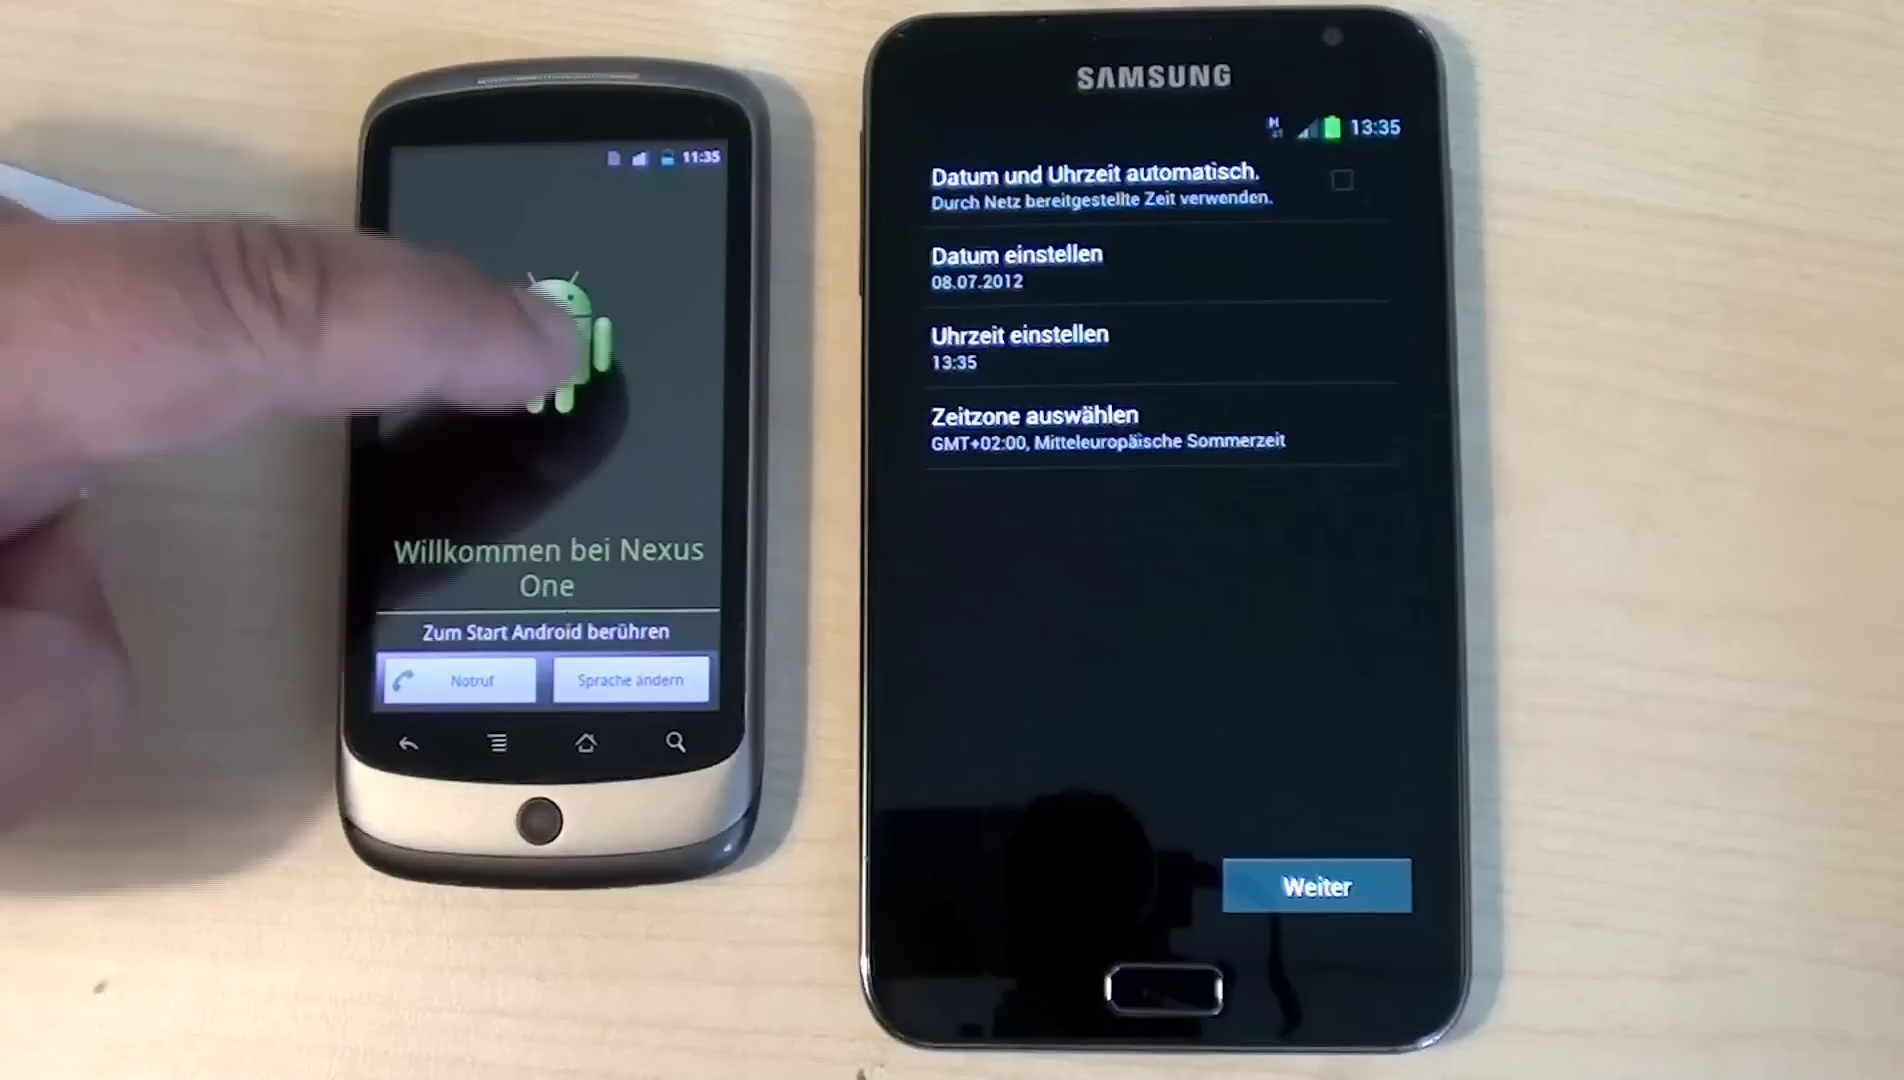 11:35
Willkommen bei Nexus
One
Zum Start Android berühren
Notruf
Sprache ändern
SAMSUNG
H
13:35
Datum und Uhrzeit automatisch.
Durch Netz bereitgestellte Zeit verwenden.
Datum einstellen
08.07.2012
Uhrzeit einstellen
13:35
Zeitzone auswählen
GMT+02:00, Mitteleuropäische Sommerzeit
Weiter